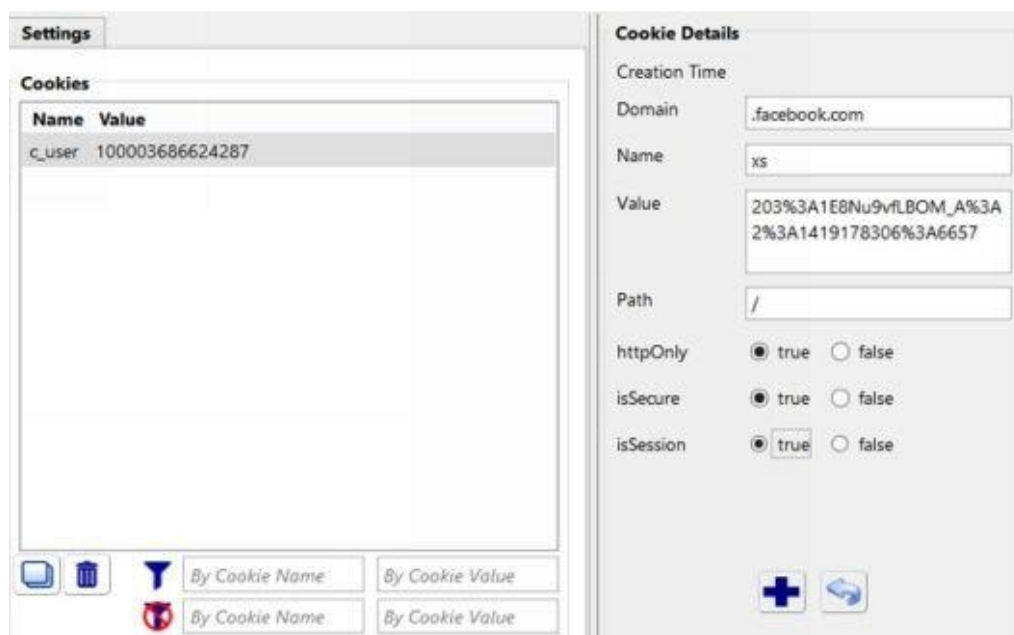 Settings
Cookies
Name Value
c_user 100003686624287
By Cookie Name By Cookie Value
By Cookie Name By Cookie Value
Cookie Details
Creation Time
Domain .facebook.com
Name xs
Value 203%3A1E8Nu9vfLBOM_A%3A
2%3A1419178306%3A6657
Path /
httpOnly true false
isSecure true false
isSession true false